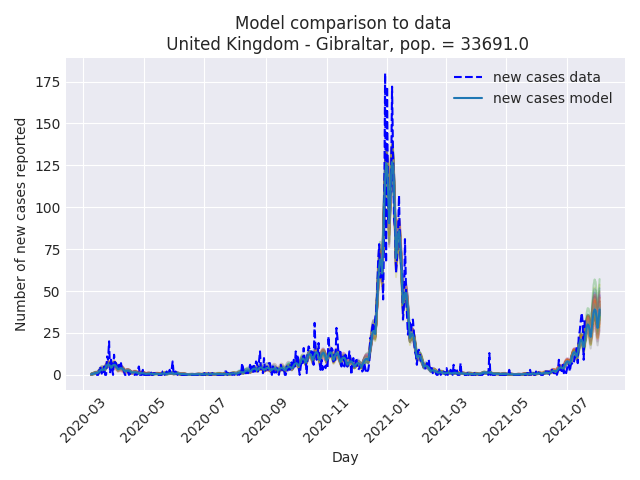 Model comparison to data
United Kingdom - Gibraltar, pop. = 33691.0
new cases data
new cases model
Number of new cases reported
175
150
125
100
75
50
25
0
2020-03
2020-05
2020-07
2020-09
2020-11
2021-01
2021-03
2021-05
2021-07
Day